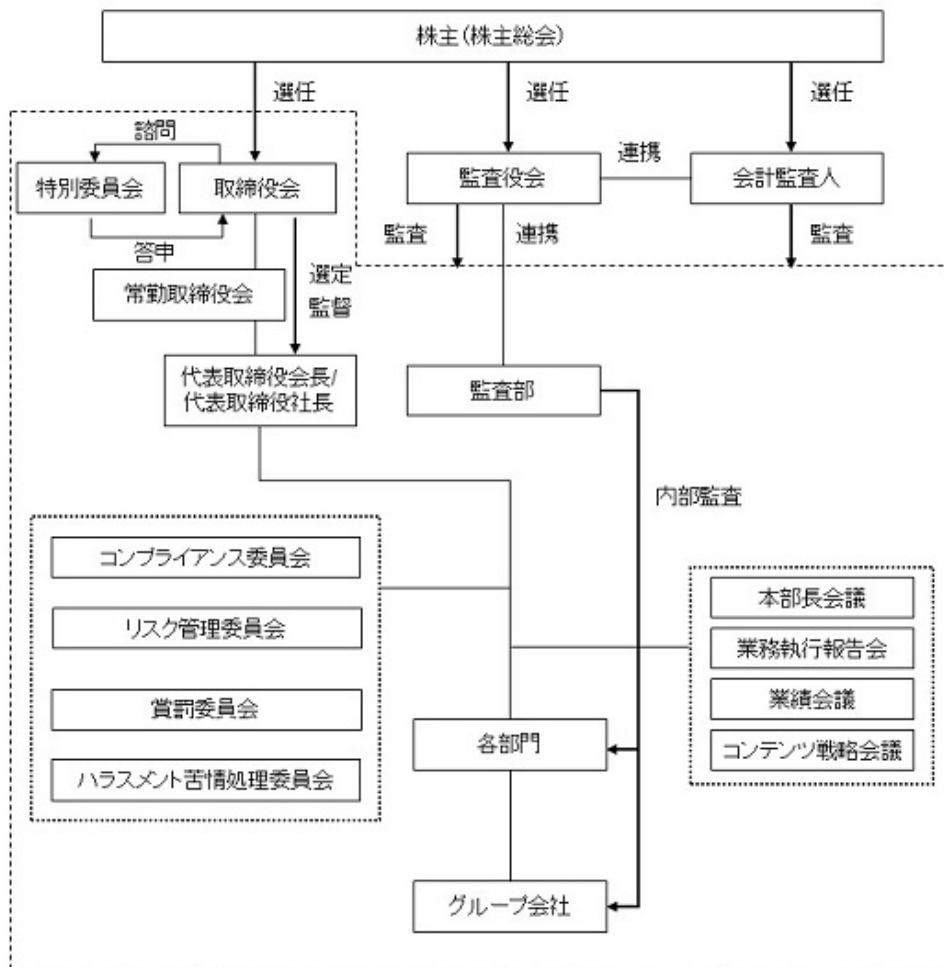 株主(株主総会)
選任
選任
選任
諮問
特別委員会
取締役会
監査役会
連携
会計監査人
答申
監査
連携
監査
常勤取締役会
選定
監督
代表取締役会長/
代表取締役社長
監査部
内部監査
コンプライアンス委員会
リスク管理委員会
賞罰委員会
ハラスメント苦情処理委員会
本部長会議
業務執行報告会
業績会議
コンテンツ戦略会議
各部門
グループ会社